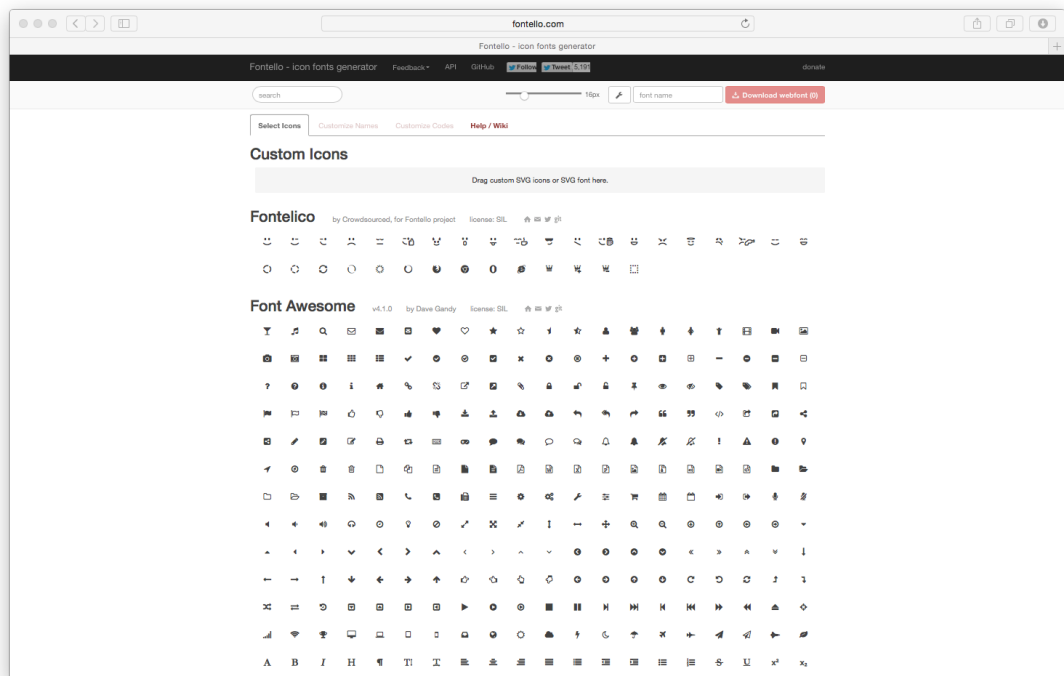 fontello.com
Fontello - icon fonts generator
Fontello - icon fonts generator Feedback API GitHub Follow Tweet 5,191 donate
search 16px font name Download webfont (0)
Select Icons Customize Names Customize Codes Help / Wiki
Custom Icons
Drag custom SVG icons or SVG font here.
Fontelico by Crowdsourced, for Fontello project license: SIL
Font Awesome v4.1.0 by Dave Gandy license: SIL